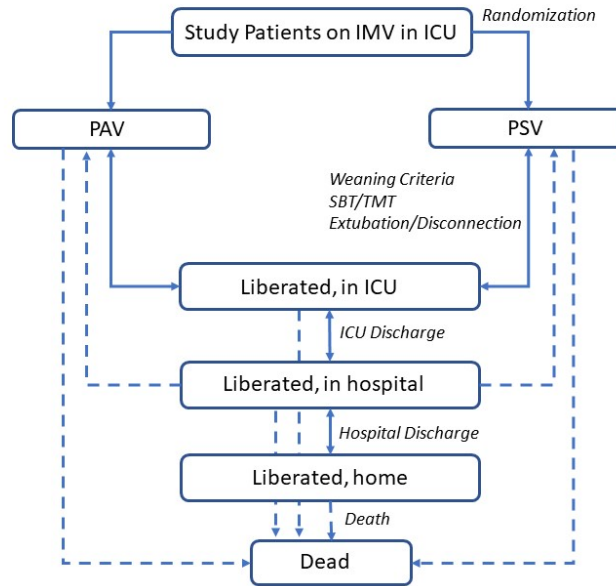 Study Patients on IMV in ICU
Randomization
PAV
PSV
Weaning Criteria
SBT/TMT
Extubation/Disconnection
Liberated, in ICU
ICU Discharge
Liberated, in hospital
Hospital Discharge
Liberated, home
Death
Dead